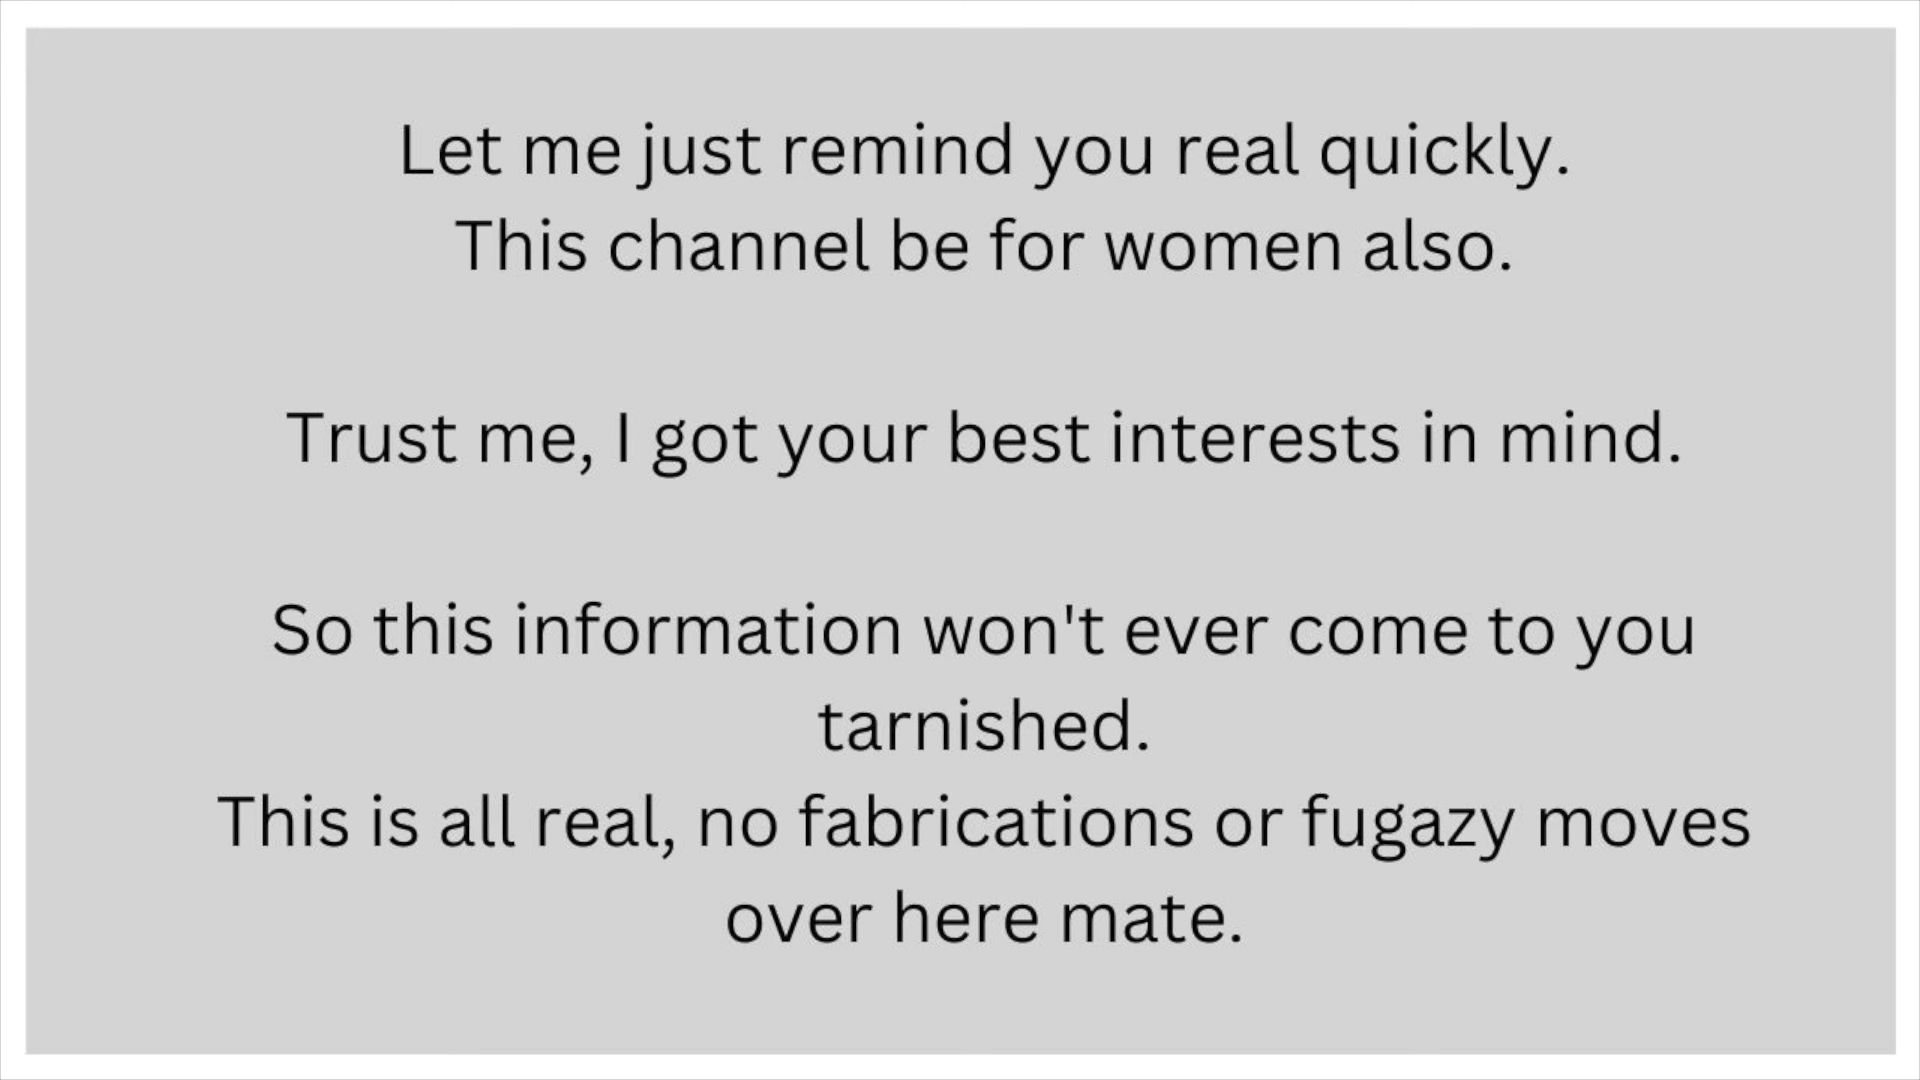 Let me just remind you real quickly.
This channel be for women also.
Trust me, I got your best interests in mind.
So this information won't ever come to you
tarnished.
This is all real, no fabrications or fugazy moves
over here mate.